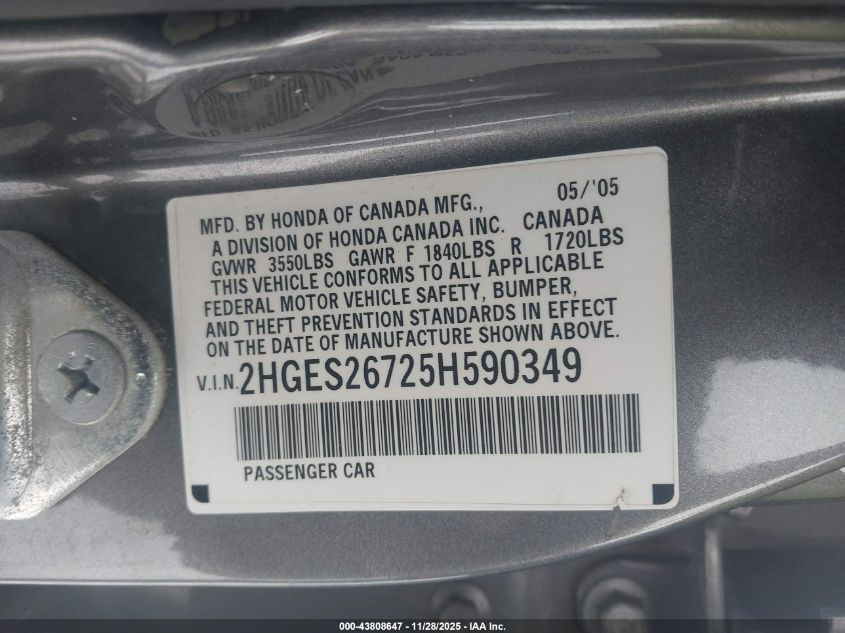 MFD. BY HONDA OF CANADA MFG., 05/'05
A DIVISION OF HONDA CANADA INC. CANADA
GVWR 3550LBS GAWR F 1840LBS R 1720LBS
THIS VEHICLE CONFORMS TO ALL APPLICABLE
FEDERAL MOTOR VEHICLE SAFETY, BUMPER,
AND THEFT PREVENTION STANDARDS IN EFFECT
ON THE DATE OF MANUFACTURE SHOWN ABOVE.
V.I.N. 2HGES26725H590349
PASSENGER CAR
000-43808647 - 11/28/2025 - IAA Inc.